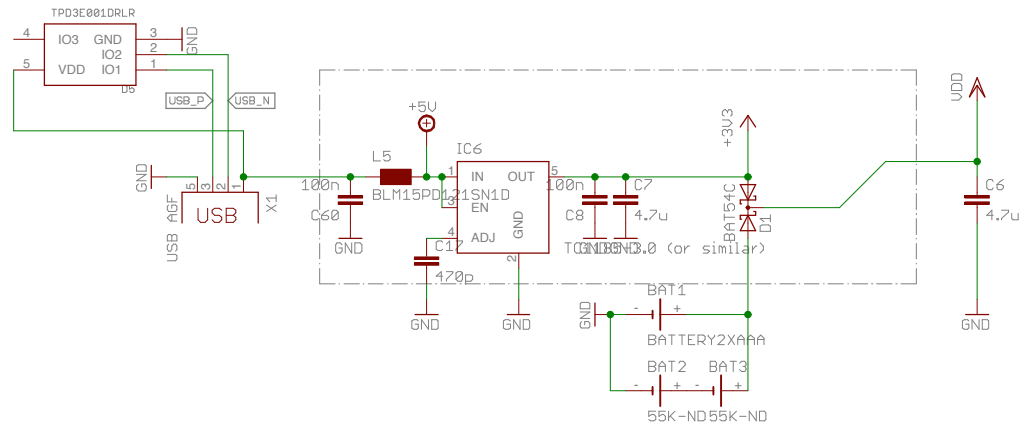 TPD3E001DRLR
4 IO3 GND 3 GND
IO2 2
5 VDD IO1 1
D5
USB_P USB_N
+5V
+3V3
VDD
IC6
L5
GND
5 3 2 1
100n
BLM15PD121SN1D
1 IN OUT 5
100n
C7
BAT54C
C6
3 EN
USB
X1
USB AGF
C60
C8
4.7u
D1
4.7u
GND
4 ADJ
GND
2
C17
470p
(or similar)
GND
GND
GND
BAT1
- +
BATTERY2XAAA
GND
BAT2 BAT3
- + - +
55K-ND 55K-ND